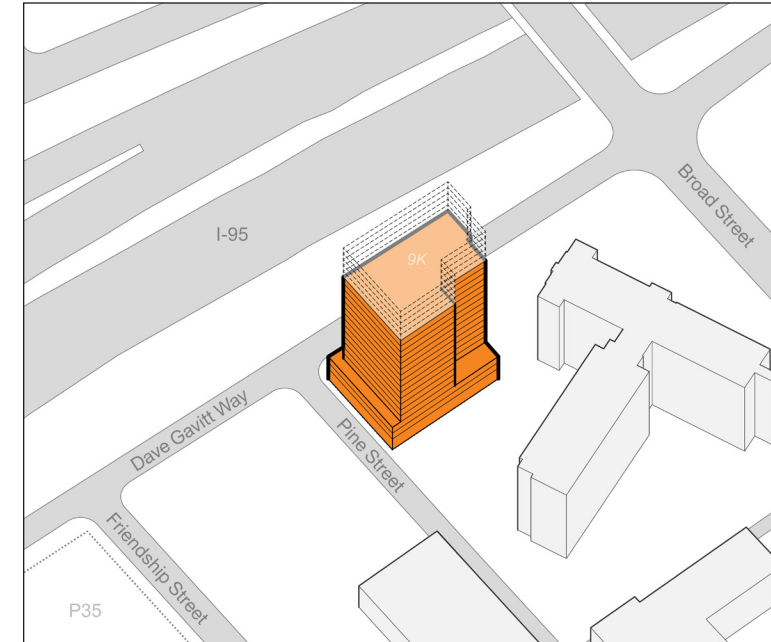 Broad Street
I-95
9K
Dave Gavitt Way
Pine Street
Friendship Street
P35